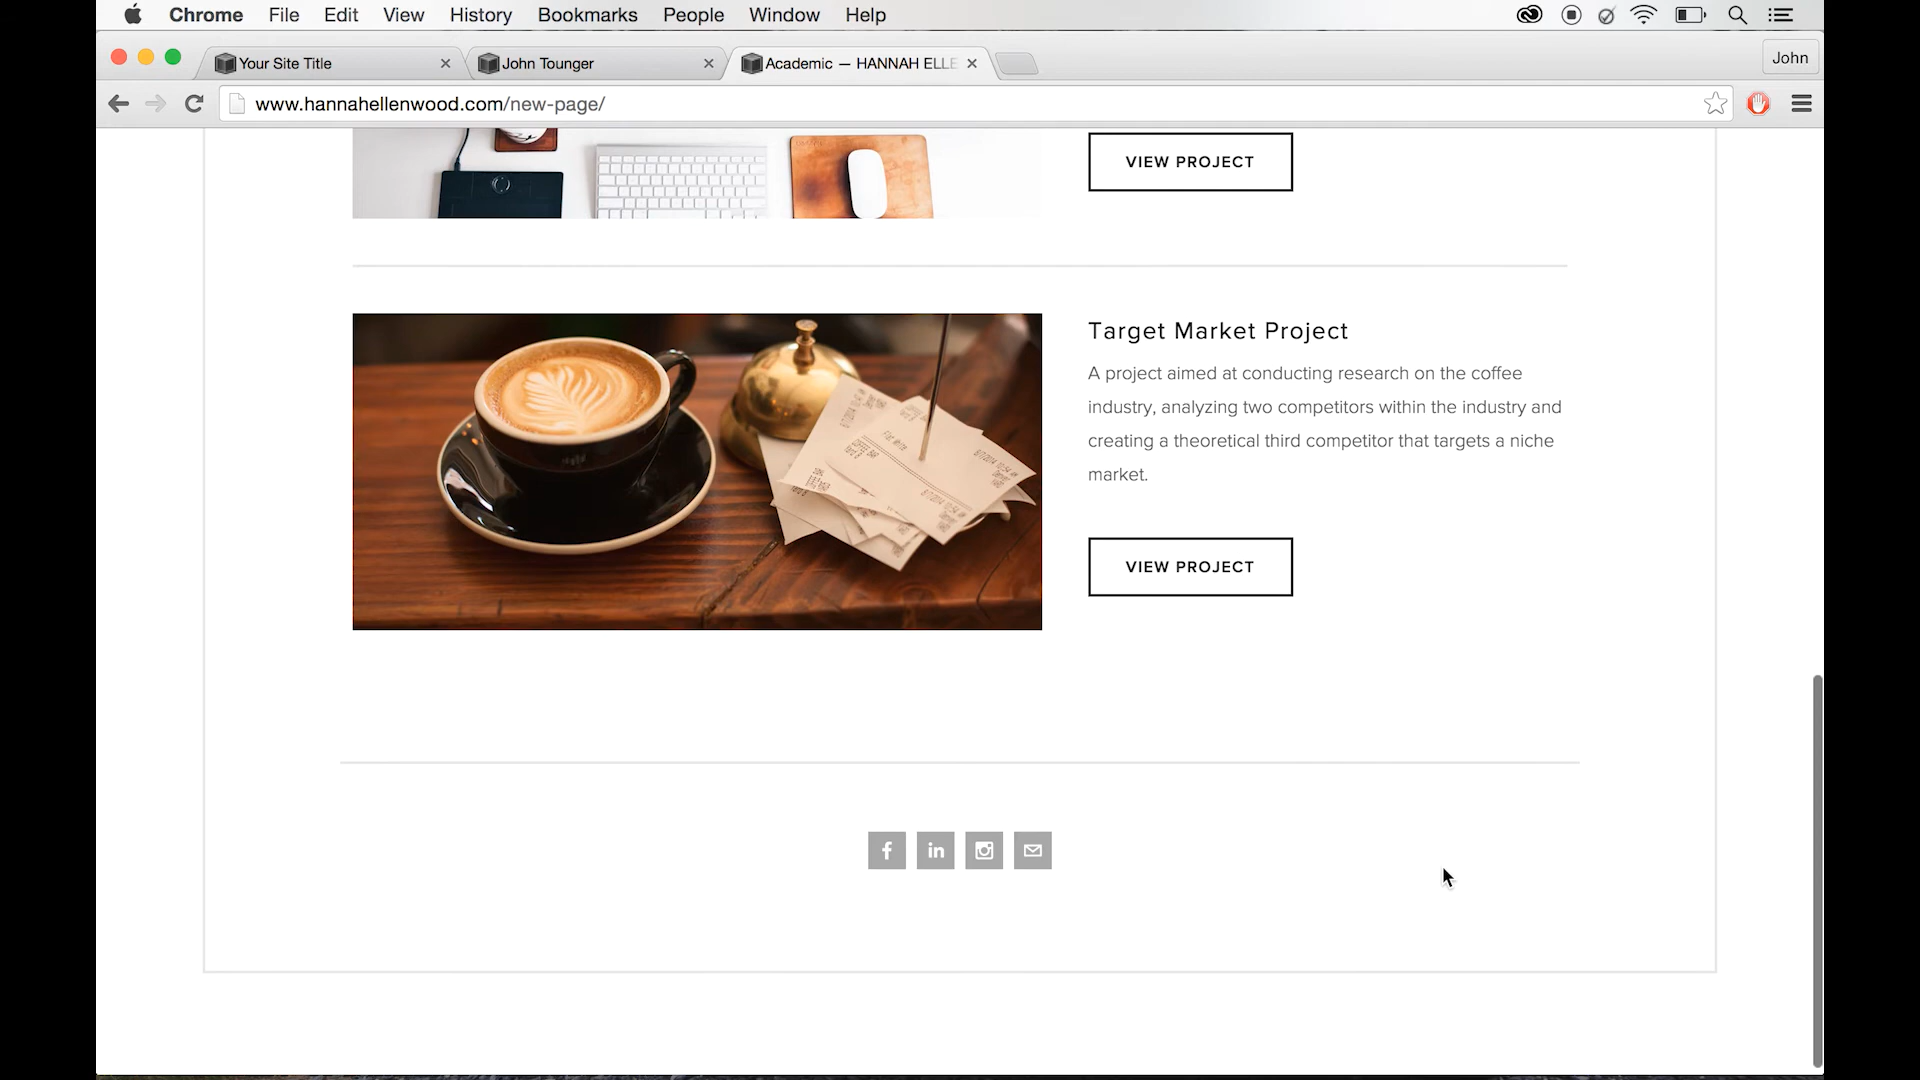 Chrome File Edit View History Bookmarks People Window Help
Your Site Title
John Tounger
Academic — HANNAH ELLE
John
www.hannahellenwood.com/new-page/
VIEW PROJECT
Target Market Project
A project aimed at conducting research on the coffee
industry, analyzing two competitors within the industry and
creating a theoretical third competitor that targets a niche
market.
VIEW PROJECT